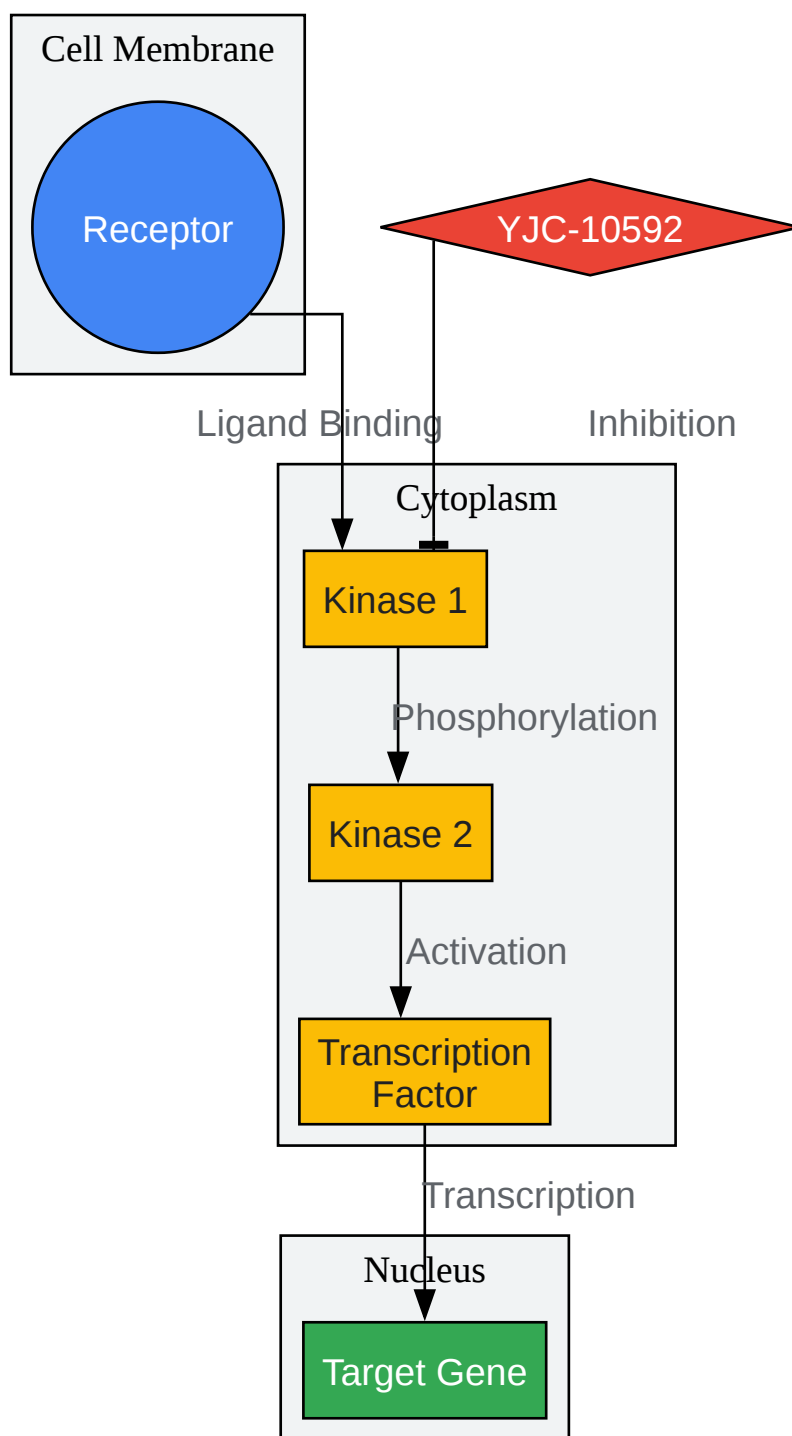 Cell Membrane
Receptor
YJC-10592
Ligand Binding
Inhibition
Cytoplasm
Kinase 1
Phosphorylation
Kinase 2
Activation
Transcription
Factor
Transcription
Nucleus
Target Gene